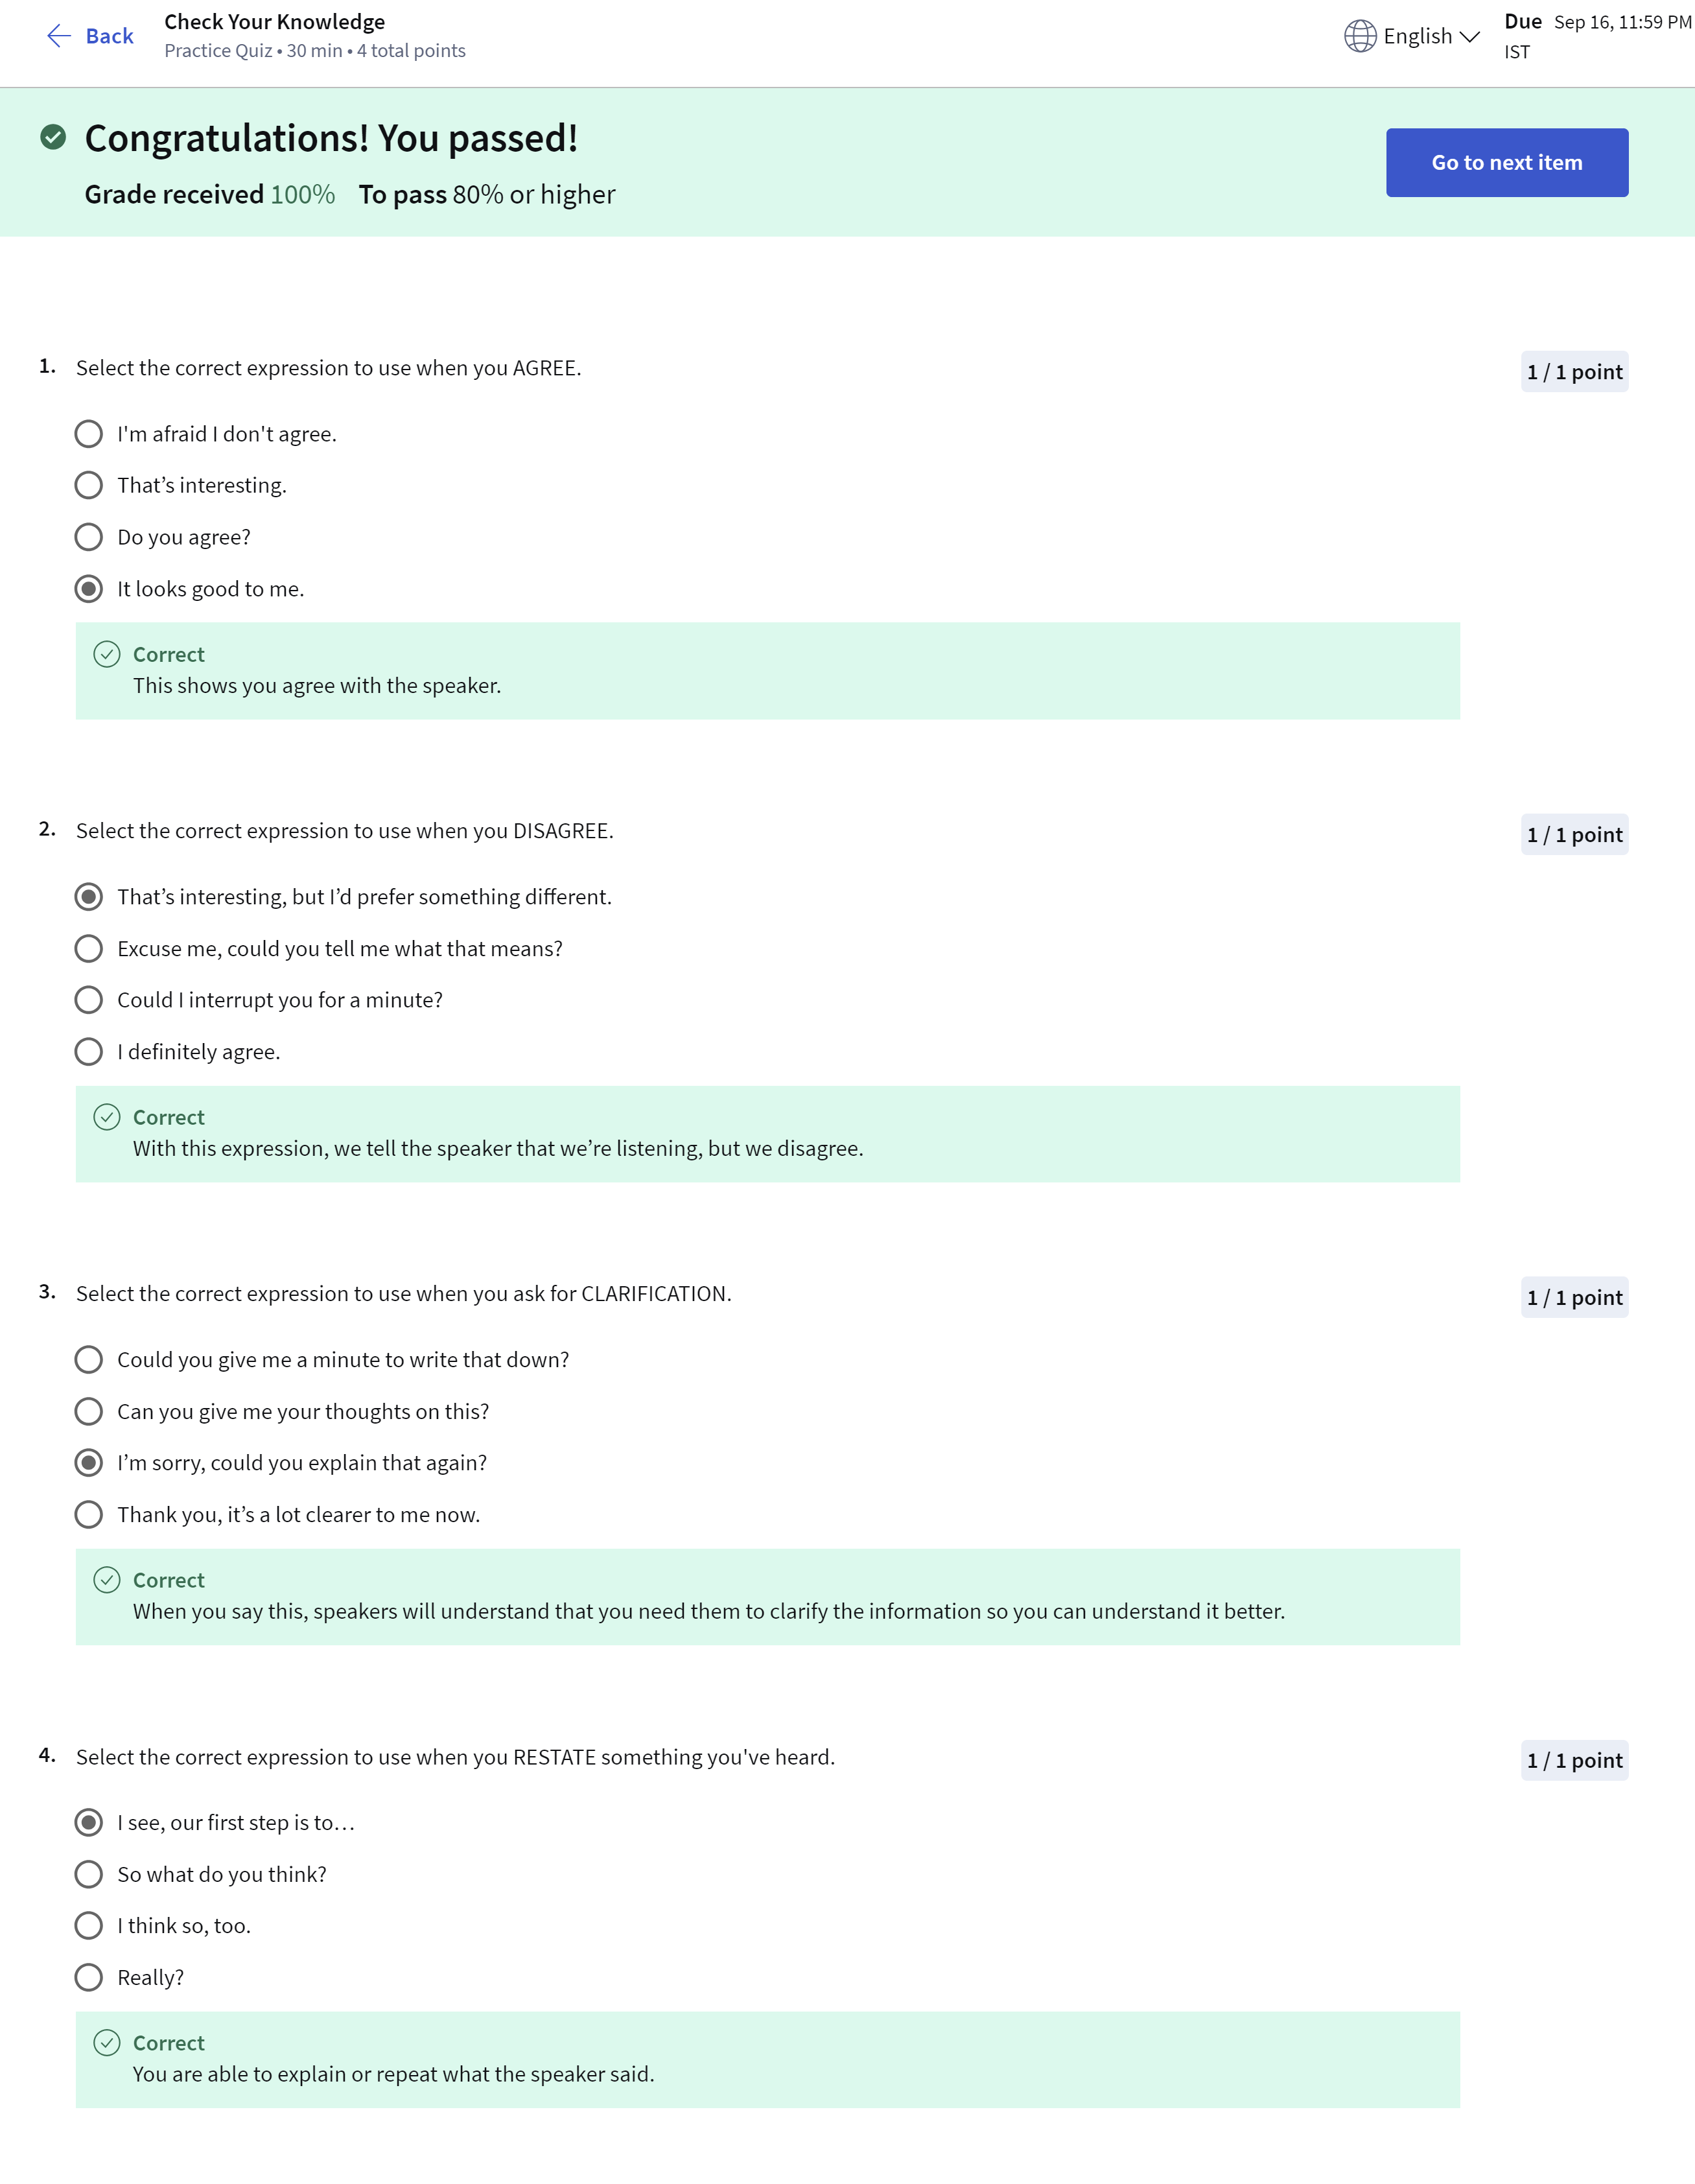 Back
Check Your Knowledge
Practice Quiz • 30 min • 4 total points
English
Due Sep 16, 11:59 PM
IST
Congratulations! You passed!
Grade received 100% To pass 80% or higher
Go to next item
1. Select the correct expression to use when you AGREE.
1 / 1 point
I'm afraid I don't agree.
That’s interesting.
Do you agree?
It looks good to me.
Correct
This shows you agree with the speaker.
2. Select the correct expression to use when you DISAGREE.
1 / 1 point
That’s interesting, but I’d prefer something different.
Excuse me, could you tell me what that means?
Could I interrupt you for a minute?
I definitely agree.
Correct
With this expression, we tell the speaker that we’re listening, but we disagree.
3. Select the correct expression to use when you ask for CLARIFICATION.
1 / 1 point
Could you give me a minute to write that down?
Can you give me your thoughts on this?
I’m sorry, could you explain that again?
Thank you, it’s a lot clearer to me now.
Correct
When you say this, speakers will understand that you need them to clarify the information so you can understand it better.
4. Select the correct expression to use when you RESTATE something you've heard.
1 / 1 point
I see, our first step is to…
So what do you think?
I think so, too.
Really?
Correct
You are able to explain or repeat what the speaker said.